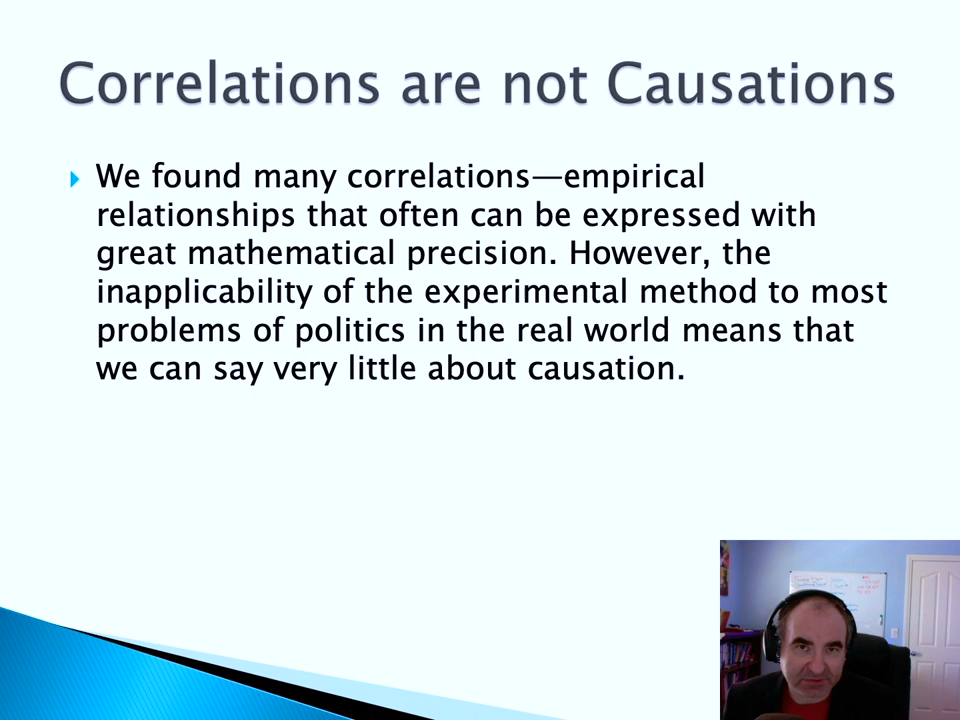 Correlations are not Causations
We found many correlations—empirical
relationships that often can be expressed with
great mathematical precision. However, the
inapplicability of the experimental method to most
problems of politics in the real world means that
we can say very little about causation.